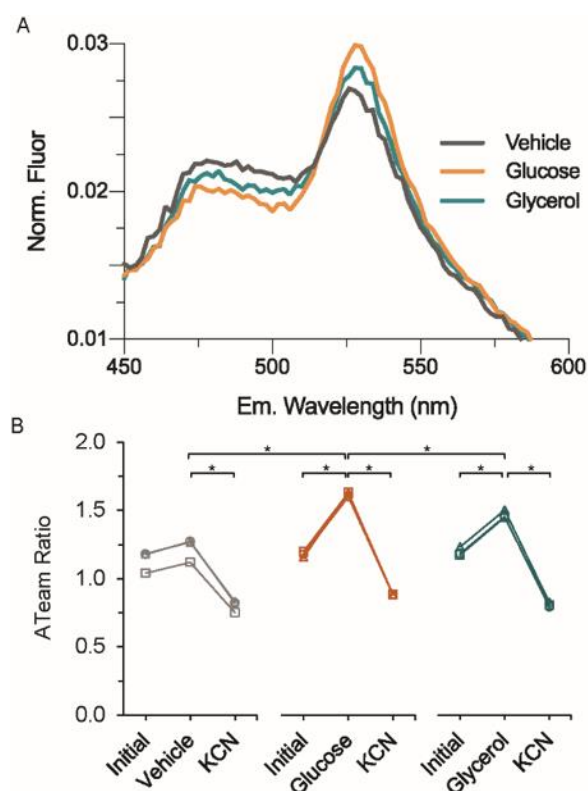 A
0.03
0.02
0.01
Norm. Fluor
Vehicle
Glucose
Glycerol
450
500
550
600
Em. Wavelength (nm)
B
2.0
1.5
1.0
0.5
0.0
ATeam Ratio
* *
* * * * *
Initial
Vehicle
KCN
Initial
Glucose
KCN
Initial
Glycerol
KCN